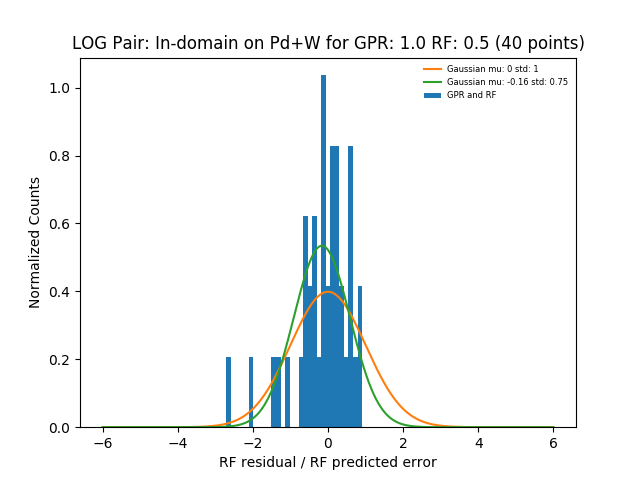 LOG Pair: In-domain on Pd+W for GPR: 1.0 RF: 0.5 (40 points)
Gaussian mu: 0 std: 1
Gaussian mu: -0.16 std: 0.75
GPR and RF
Normalized Counts
1.0
0.8
0.6
0.4
0.2
0.0
−6 −4 −2 0 2 4 6
RF residual / RF predicted error